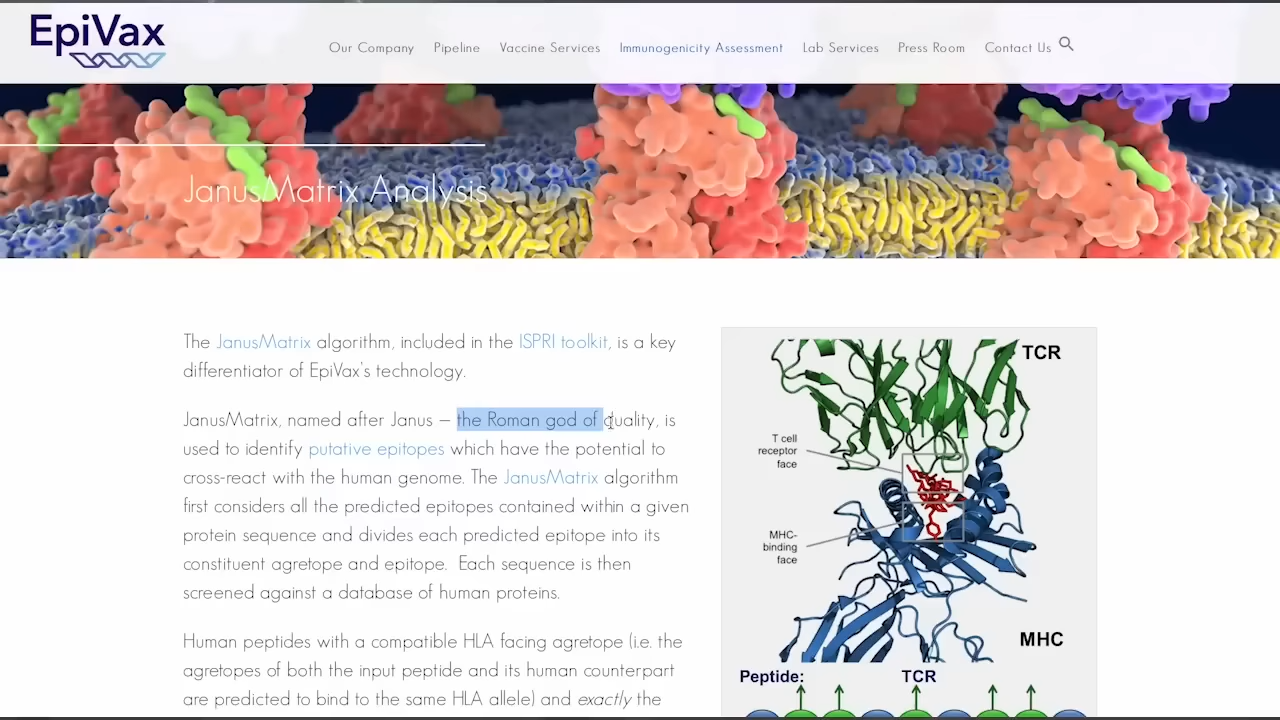 EpiVax
Our Company Pipeline Vaccine Services Immunogenicity Assessment Lab Services Press Room Contact Us
JanusMatrix Analysis
The JanusMatrix algorithm, included in the ISPRI toolkit, is a key
differentiator of EpiVax's technology.
JanusMatrix, named after Janus – the Roman god of duality, is
used to identify putative epitopes which have the potential to
cross-react with the human genome. The JanusMatrix algorithm
first considers all the predicted epitopes contained within a given
protein sequence and divides each predicted epitope into its
constituent agretope and epitope. Each sequence is then
screened against a database of human proteins.
Human peptides with a compatible HLA facing agretope (i.e. the
agretopes of both the input peptide and its human counterpart
are predicted to bind to the same HLA allele) and exactly the
TCR
T cell
receptor
face
MHC-
binding
face
MHC
Peptide: TCR